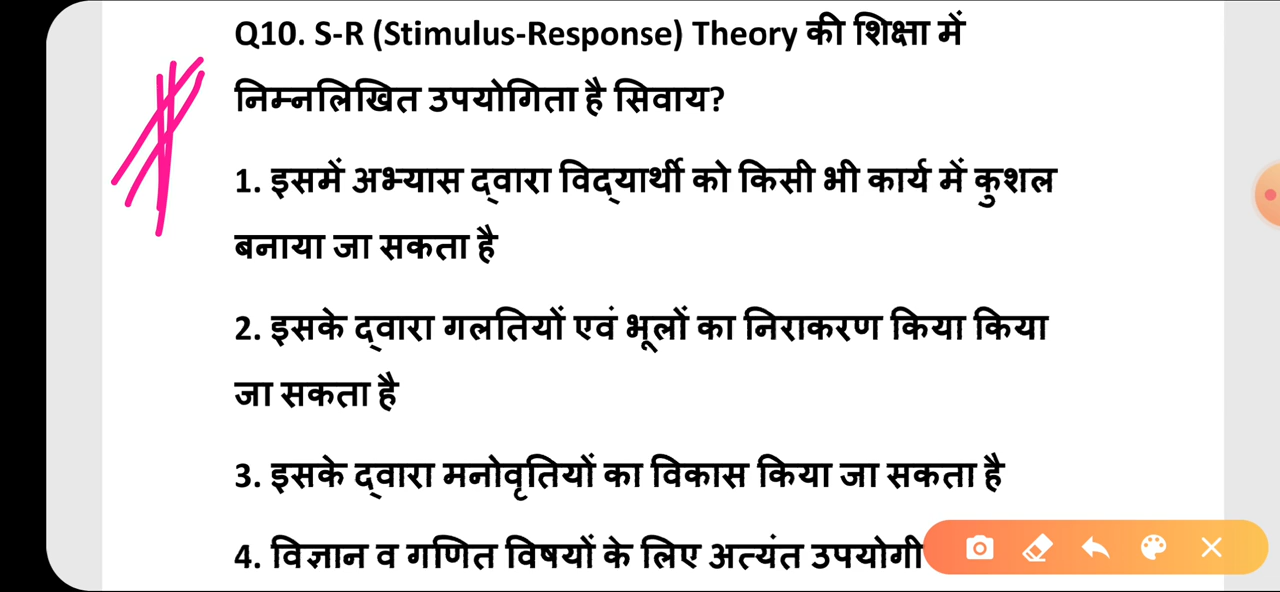 Q10. S-R (Stimulus-Response) Theory की शिक्षा में
निम्नलिखित उपयोगिता है सिवाय?
1. इसमें अभ्यास द्वारा विद्यार्थी को किसी भी कार्य में कुशल
बनाया जा सकता है
2. इसके द्वारा गलतियों एवं भूलों का निराकरण किया किया
जा सकता है
3. इसके द्वारा मनोवृतियों का विकास किया जा सकता है
4. विज्ञान व गणित विषयों के लिए अत्यंत उपयोगी